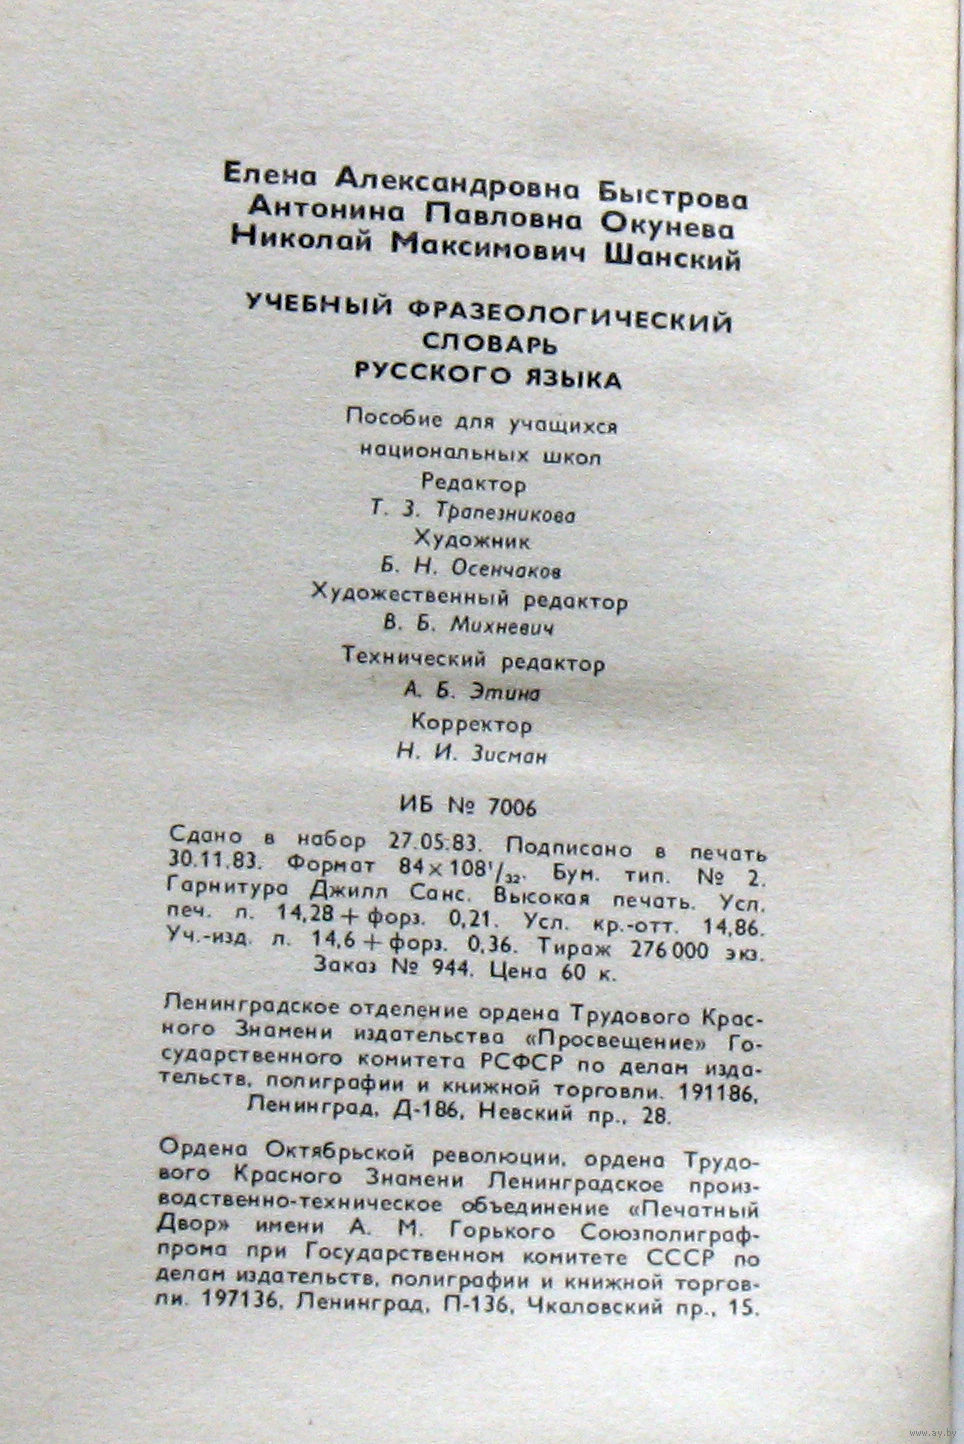 Елена Александровна Быстрова
Антонина Павловна Окунева
Николай Максимович Шанский
УЧЕБНЫЙ ФРАЗЕОЛОГИЧЕСКИЙ
СЛОВАРЬ
РУССКОГО ЯЗЫКА
Пособие для учащихся
национальных школ
Редактор
Т. З. Трапезникова
Художник
Б. Н. Осенчаков
Художественный редактор
В. Б. Михневич
Технический редактор
А. Б. Этина
Корректор
Н. И. Зисман
ИБ № 7006
Сдано в набор 27.05.83. Подписано в печать
30.11.83. Формат 84×108¹/₃₂. Бум. тип. № 2.
Гарнитура Джилл Санс. Высокая печать. Усл.
печ. л. 14,28+форз. 0,21. Усл. кр.-отт. 14,86.
Уч.-изд. л. 14,6+форз. 0,36. Тираж 276000 экз.
Заказ № 944. Цена 60 к.
Ленинградское отделение ордена Трудового Крас-
ного Знамени издательства «Просвещение» Го-
сударственного комитета РСФСР по делам изда-
тельств, полиграфии и книжной торговли. 191186,
Ленинград, Д-186, Невский пр., 28.
Ордена Октябрьской революции, ордена Трудо-
вого Красного Знамени Ленинградское произ-
водственно-техническое объединение «Печатный
Двор» имени А. М. Горького Союзполиграф-
прома при Государственном комитете СССР по
делам издательств, полиграфии и книжной торгов-
ли. 197136, Ленинград, П-136, Чкаловский пр., 15.
www.ay.by